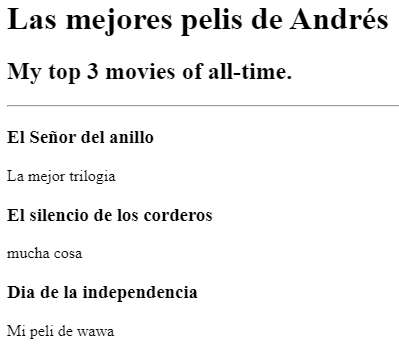 Las mejores pelis de Andrés
My top 3 movies of all-time.
El Señor del anillo
La mejor trilogia
El silencio de los corderos
mucha cosa
Dia de la independencia
Mi peli de wawa